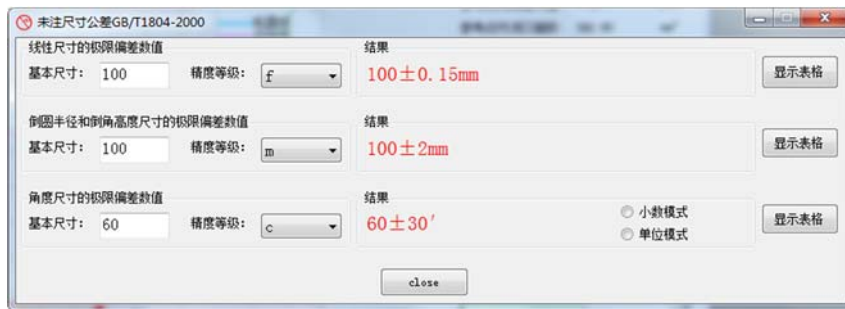 未注尺寸公差GB/T1804-2000
线性尺寸的极限偏差数值
基本尺寸: 100 精度等级: f
结果
100±0.15mm
显示表格
倒圆半径和倒角高度尺寸的极限偏差数值
基本尺寸: 100 精度等级: m
结果
100±2mm
显示表格
角度尺寸的极限偏差数值
基本尺寸: 60 精度等级: c
结果
60±30′
小数模式
单位模式
显示表格
close